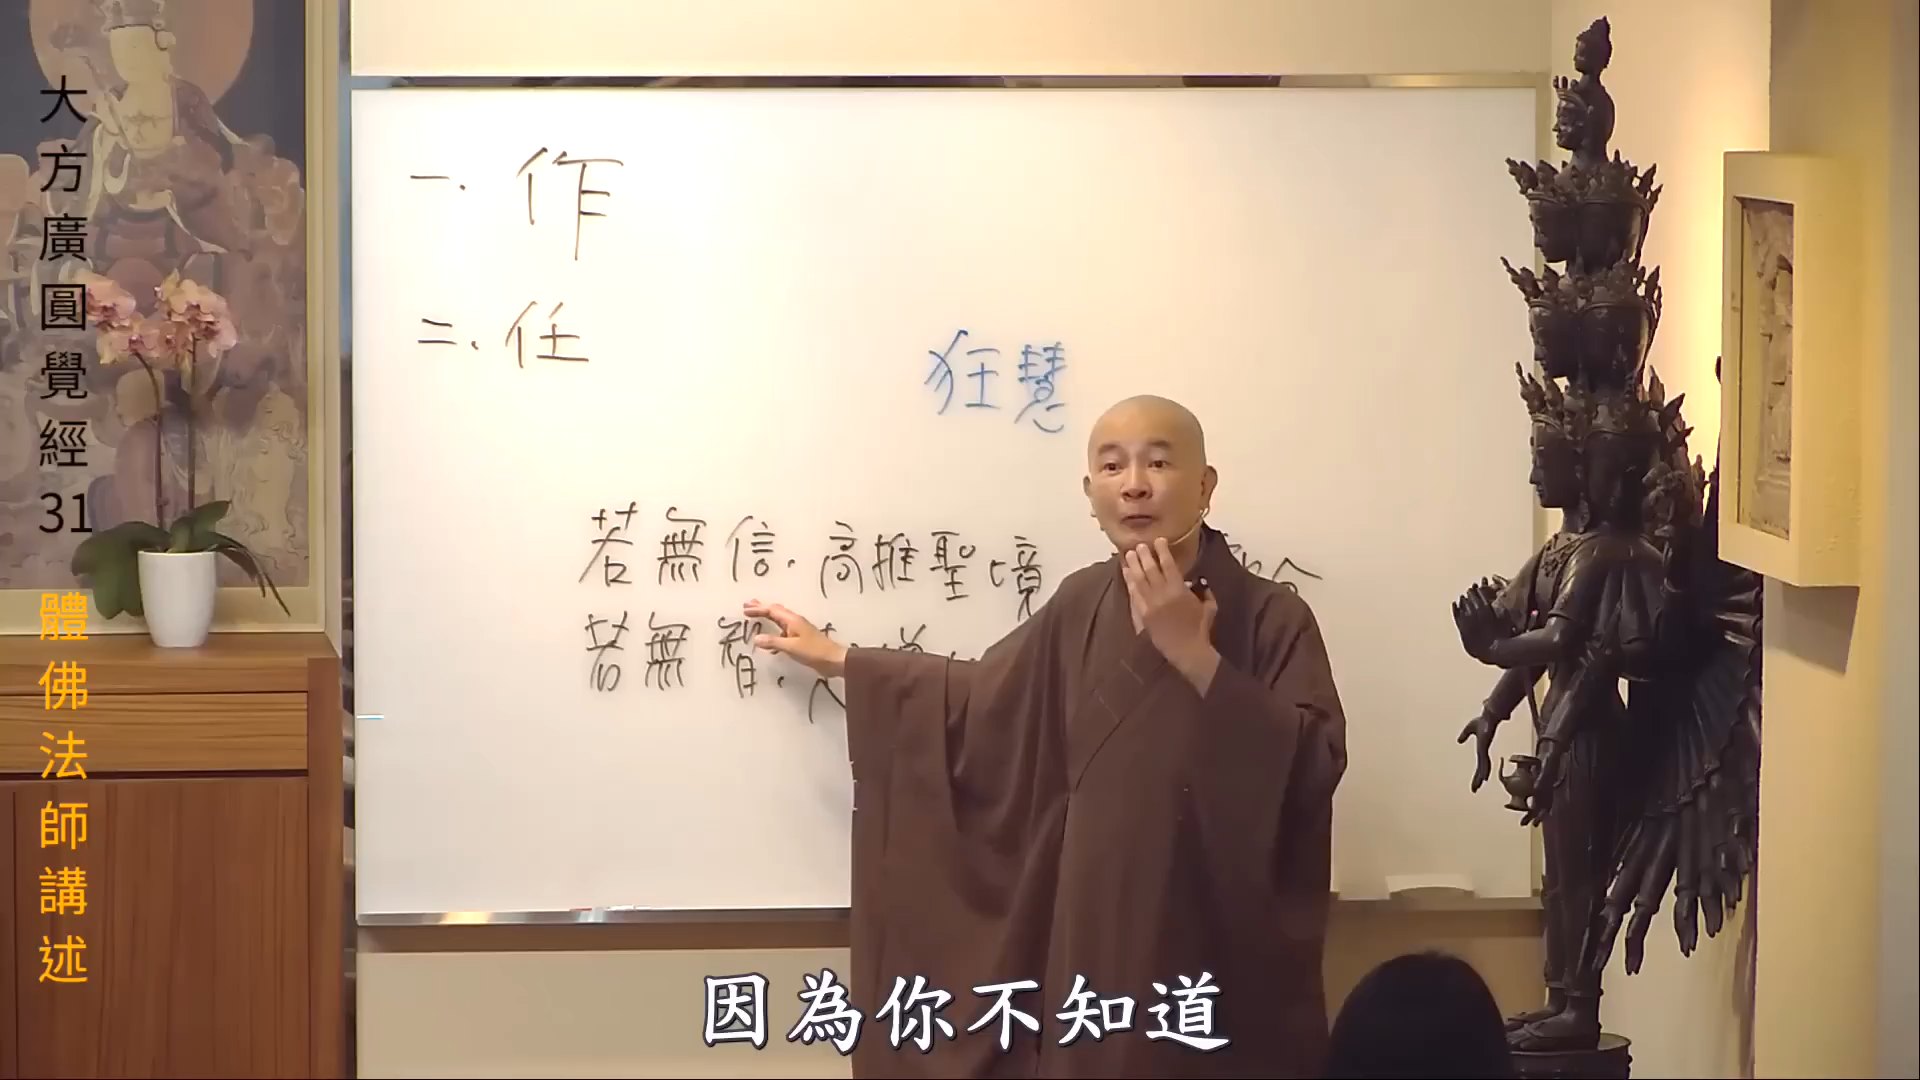 大方廣圓覺經31 體佛法師講述
一. 作
二. 任
狂慧
若無信. 高推聖境
若無智.
因為你不知道